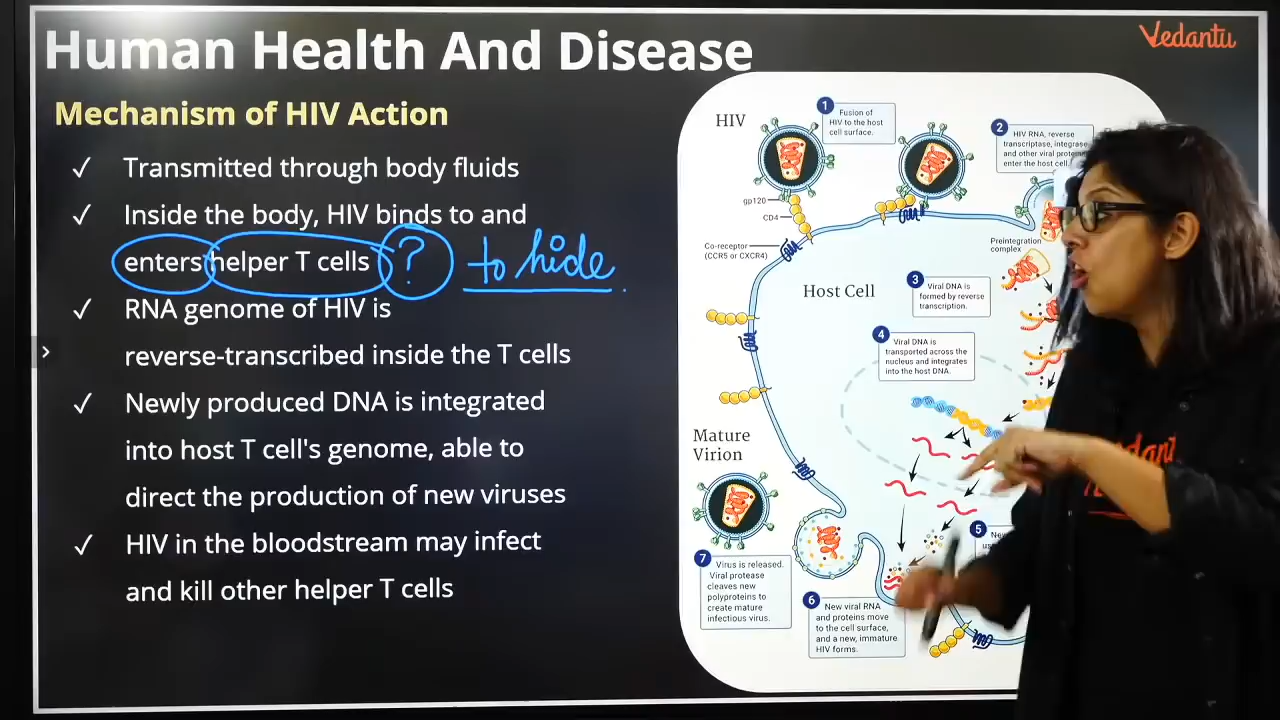 Human Health And Disease
Vedantu
Mechanism of HIV Action
✓ Transmitted through body fluids
✓ Inside the body, HIV binds to and
enters helper T cells ? to hide.
✓ RNA genome of HIV is
reverse-transcribed inside the T cells
✓ Newly produced DNA is integrated
into host T cell's genome, able to
direct the production of new viruses
✓ HIV in the bloodstream may infect
and kill other helper T cells
HIV
1
Fusion of
HIV to the host
cell surface.
2
HIV RNA, reverse
transcriptase, integrase,
and other viral proteins
enter the host cell.
gp120
CD4
Co-receptor
(CCR5 or CXCR4)
Preintegration
complex
Host Cell
3
Viral DNA is
formed by reverse
transcription.
4
Viral DNA is
transported across the
nucleus and integrates
into the host DNA.
Mature
Virion
5
7
Virus is released.
Viral protease
cleaves new
polyproteins to
create mature
infectious virus.
6
New viral RNA
and proteins move
to the cell surface,
and a new, immature
HIV forms.